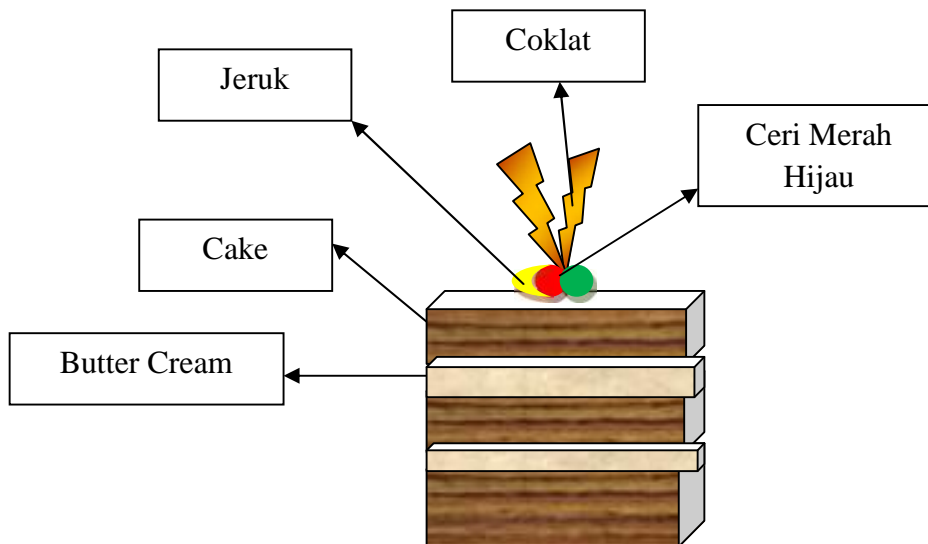 Coklat
Jeruk
Ceri Merah
Hijau
Cake
Butter Cream